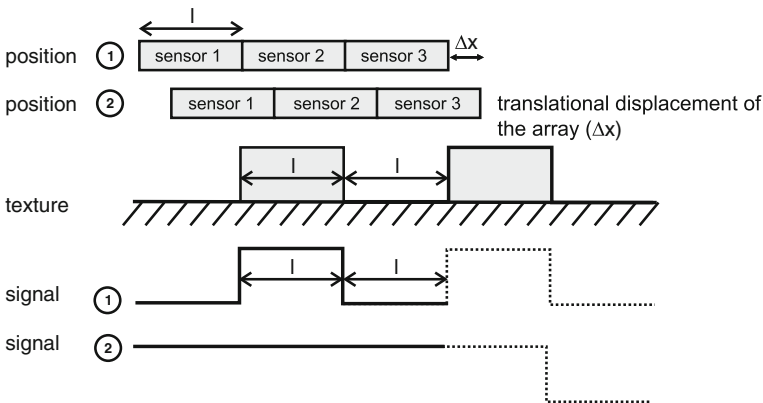 l
position 1 sensor 1 sensor 2 sensor 3 Δx
position 2 sensor 1 sensor 2 sensor 3 translational displacement of
the array (Δx)
l l
texture
l l
signal 1
signal 2